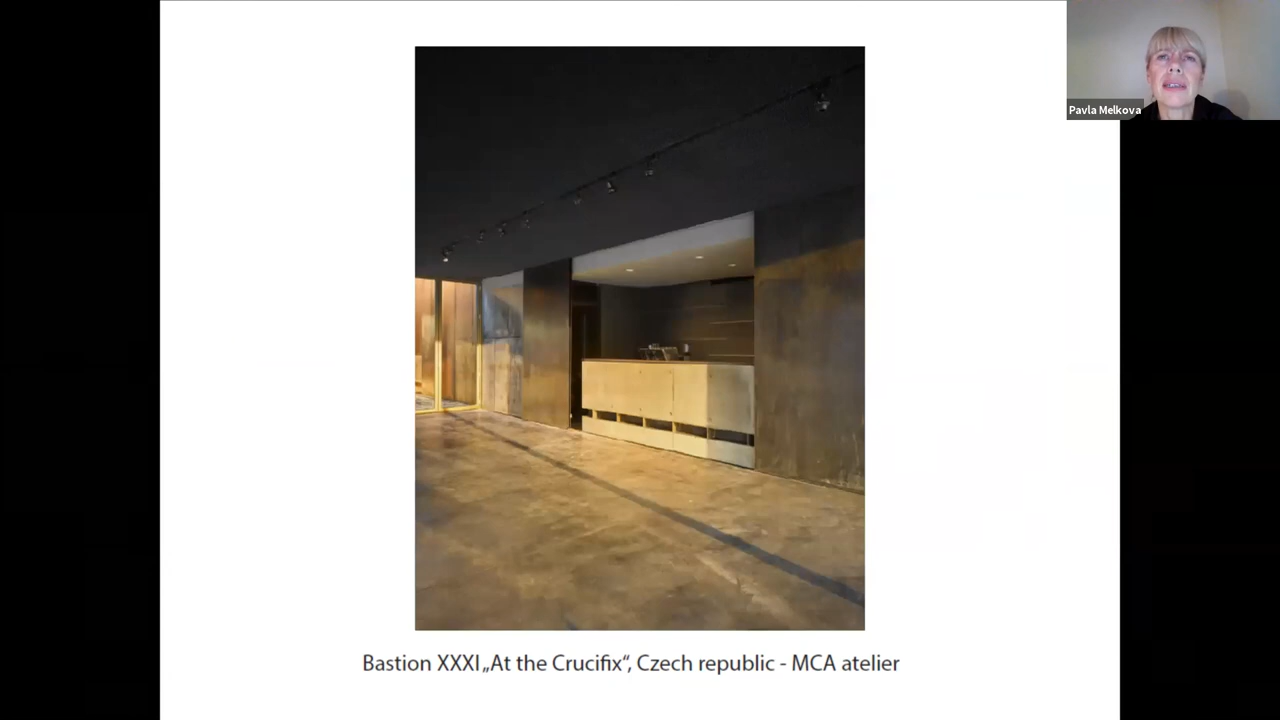 Pavla Melkova
Bastion XXXI „At the Crucifix“, Czech republic - MCA atelier